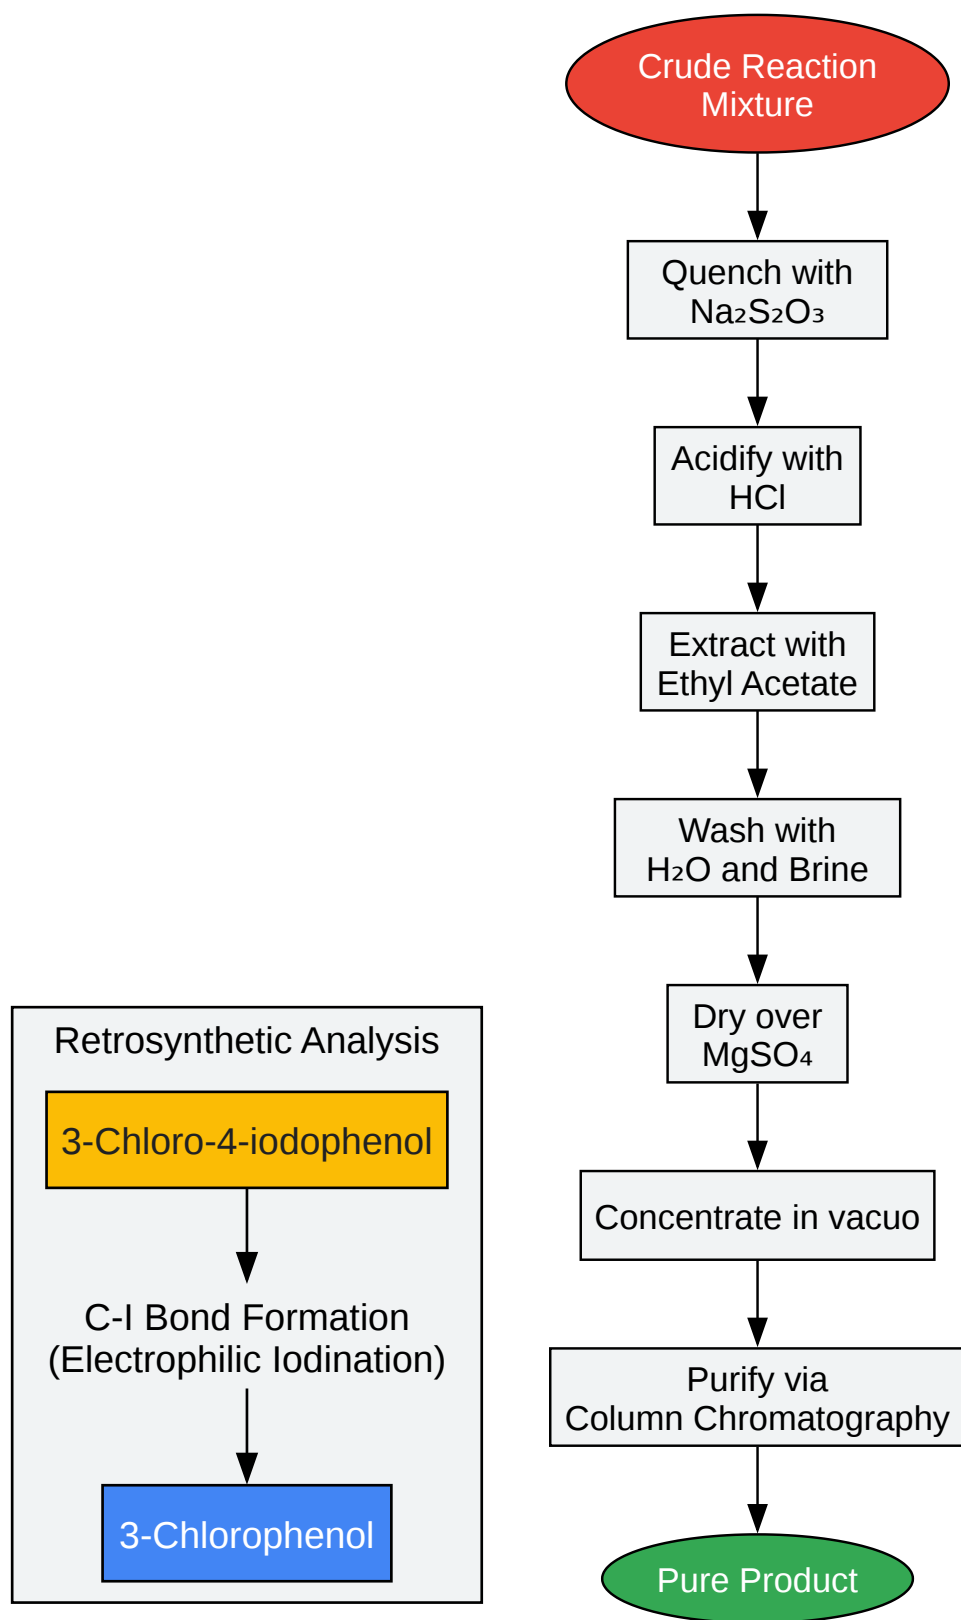 Crude Reaction
Mixture
Quench with
Na₂S₂O₃
Acidify with
HCl
Extract with
Ethyl Acetate
Wash with
H₂O and Brine
Dry over
MgSO₄
Concentrate in vacuo
Purify via
Column Chromatography
Pure Product
Retrosynthetic Analysis
3-Chloro-4-iodophenol
C-I Bond Formation
(Electrophilic Iodination)
3-Chlorophenol